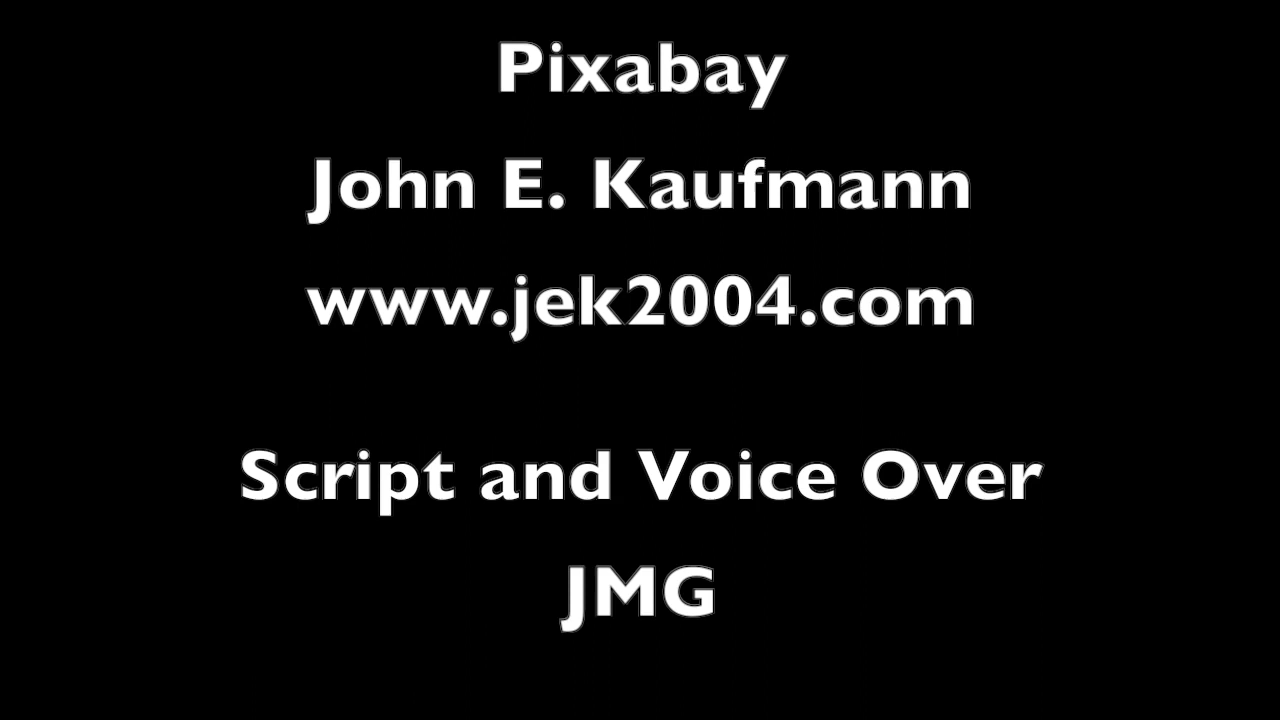 Pixabay
John E. Kaufmann
www.jek2004.com
Script and Voice Over
JMG